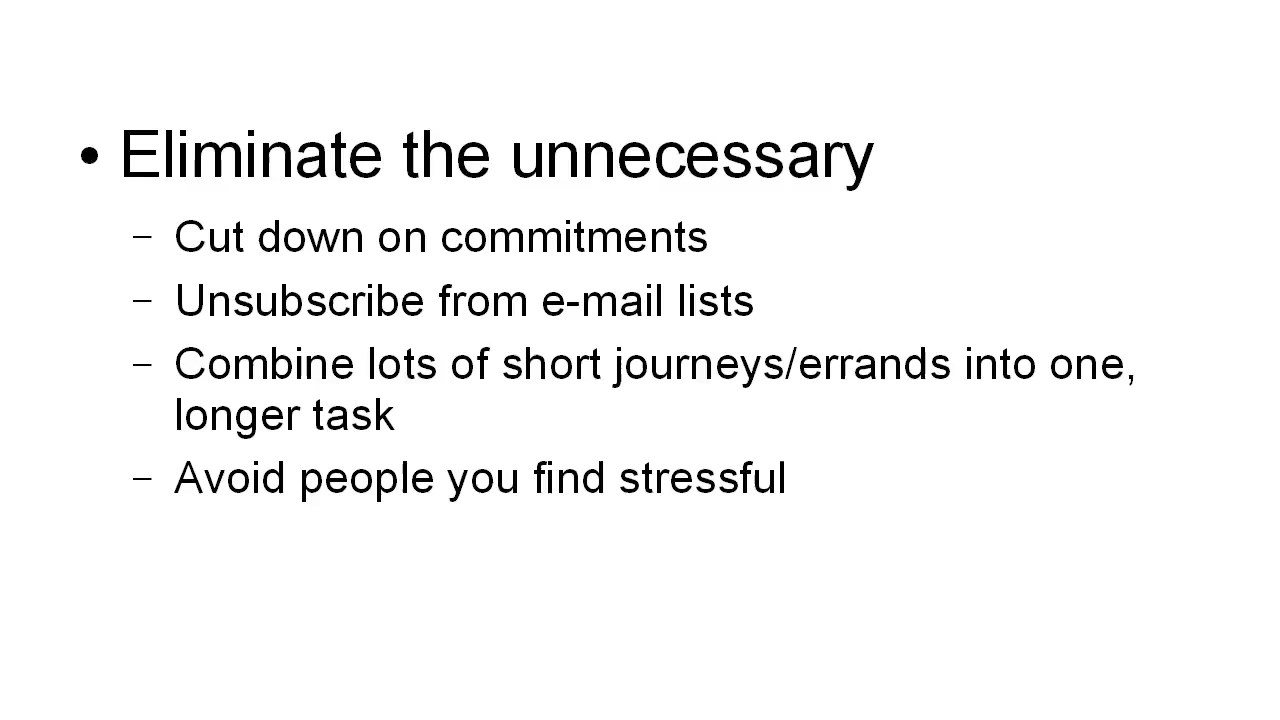 • Eliminate the unnecessary
– Cut down on commitments
– Unsubscribe from e-mail lists
– Combine lots of short journeys/errands into one,
longer task
– Avoid people you find stressful